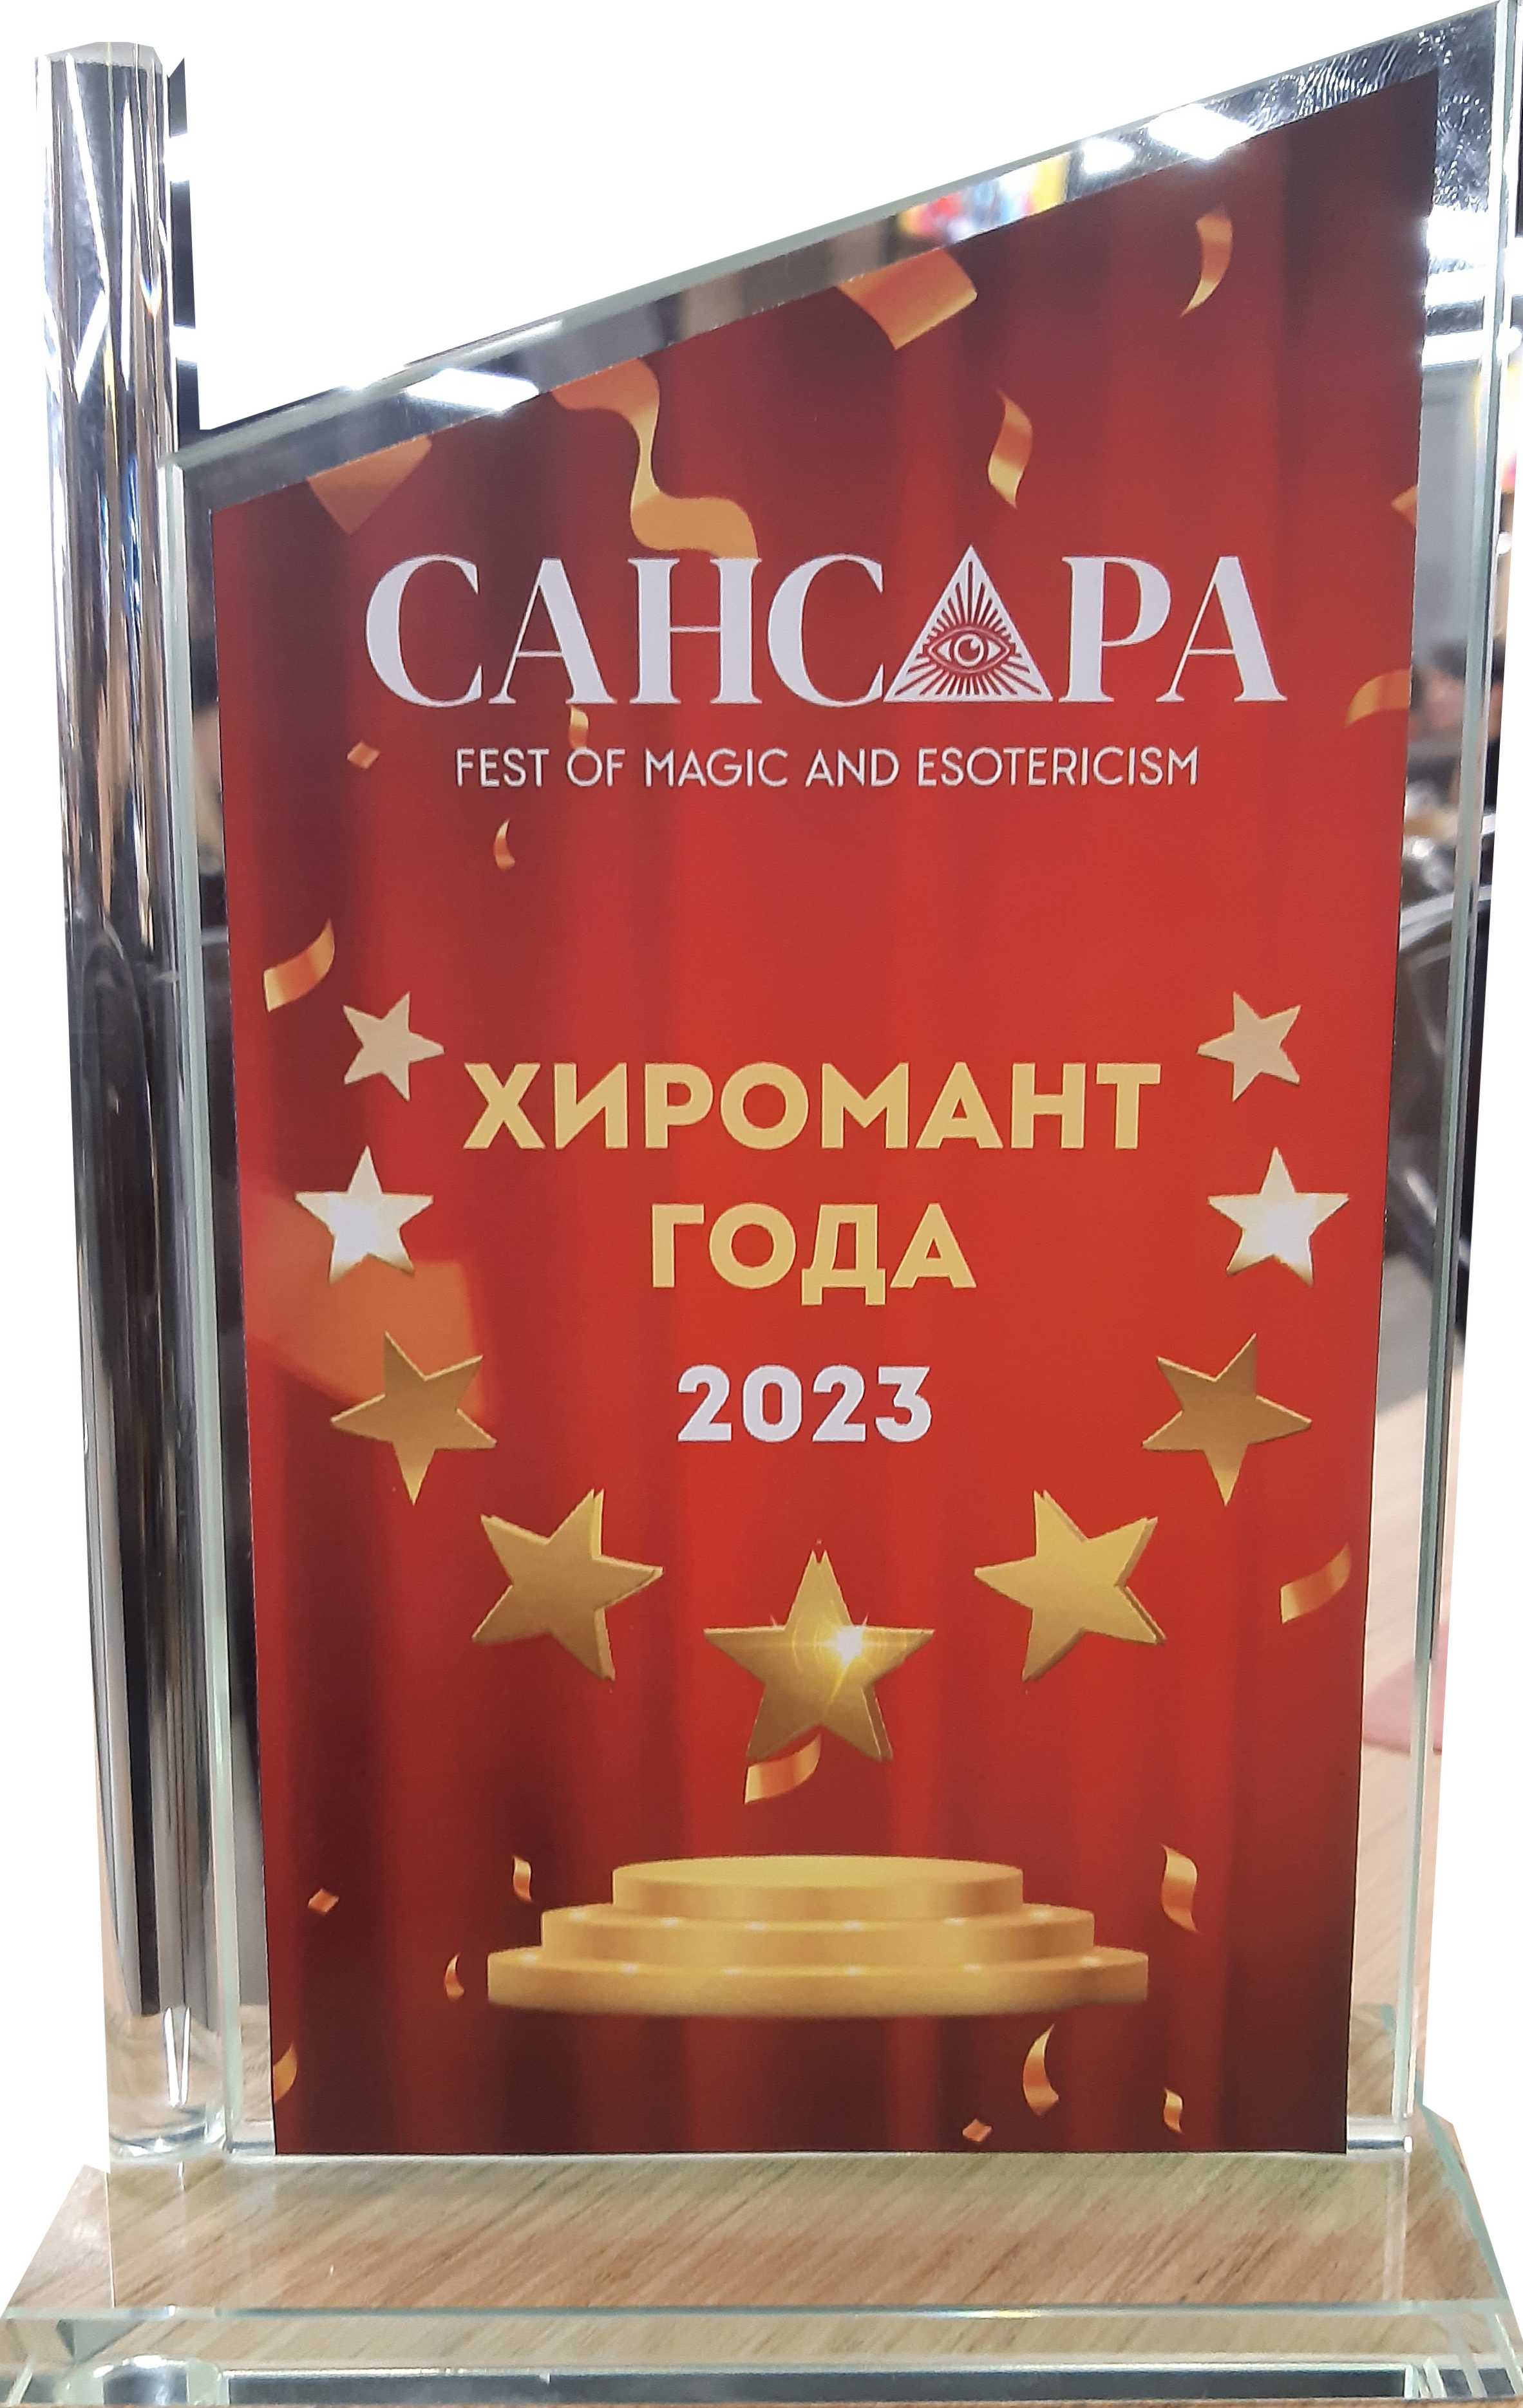 САНСАРА
FEST OF MAGIC AND ESOTERICISM
ХИРОМАНТ
ГОДА
2023